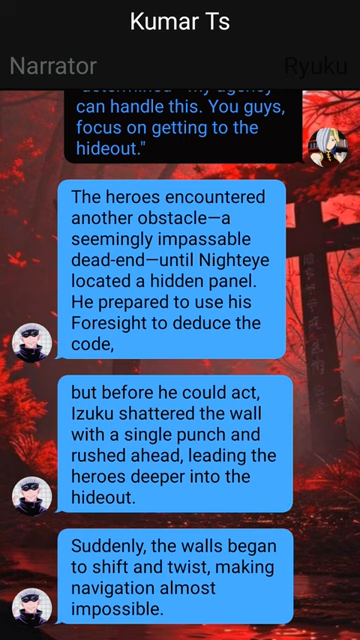 Kumar Ts
Narrator
Ryuku
can handle this. You guys,
focus on getting to the
hideout."
The heroes encountered
another obstacle—a
seemingly impassable
dead-end—until Nighteye
located a hidden panel.
He prepared to use his
Foresight to deduce the
code,
but before he could act,
Izuku shattered the wall
with a single punch and
rushed ahead, leading the
heroes deeper into the
hideout.
Suddenly, the walls began
to shift and twist, making
navigation almost
impossible.